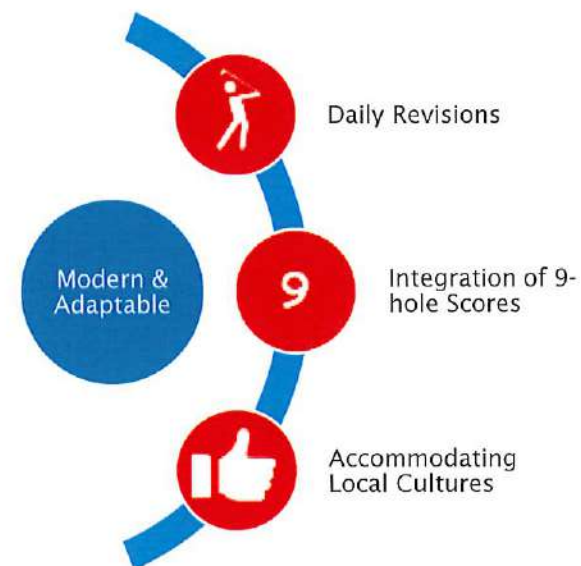 Daily Revisions
Modern &
Adaptable
9
Integration of 9-
hole Scores
Accommodating
Local Cultures